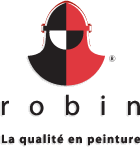 ®
robin
La qualité en peinture